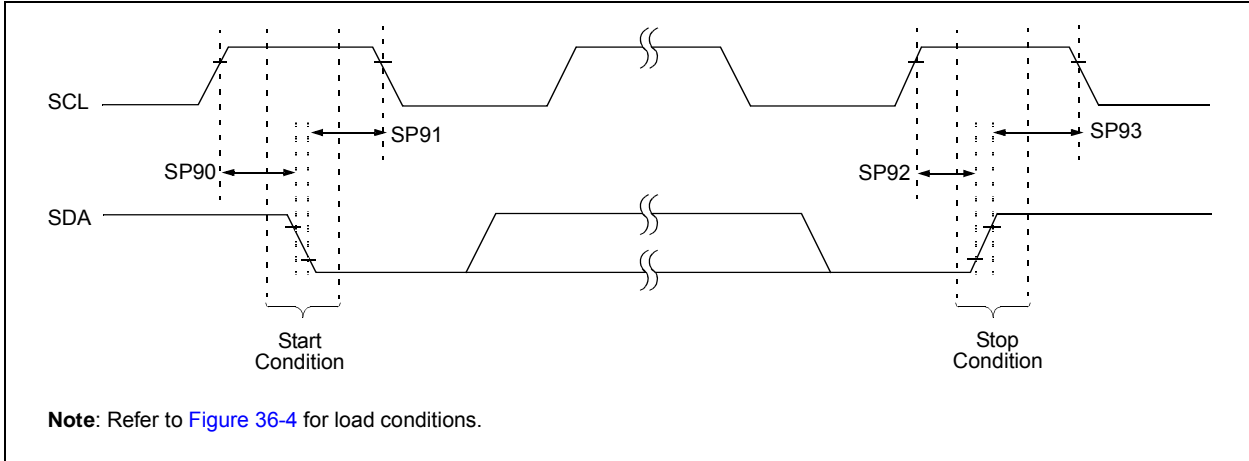 SCL
SP91
SP93
SP90
SP92
SDA
Start
Condition
Stop
Condition
Note: Refer to Figure 36-4 for load conditions.